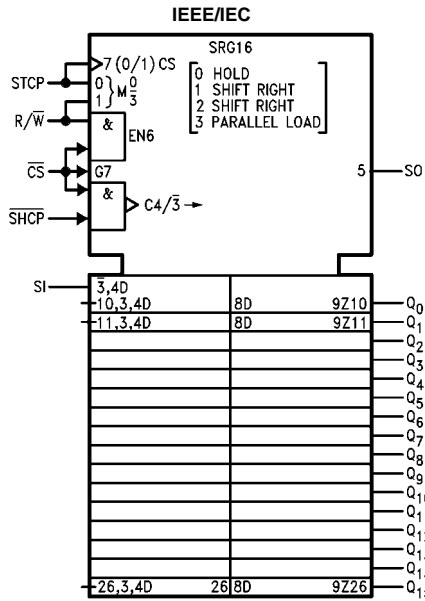 IEEE/IEC
SRG16
7 (0/1) CS
STCP
0
1 } M 0/3
R/W̅
&
EN6
C̅S̅
G7
&
C4/3̅
S̅H̅C̅P̅
0 HOLD
1 SHIFT RIGHT
2 SHIFT RIGHT
3 PARALLEL LOAD
5 SO
SI
3̅,4D
10,3,4D 8D 9Z10 Q0
11,3,4D 8D 9Z11 Q1
Q2
Q3
Q4
Q5
Q6
Q7
Q8
Q9
Q10
26,3,4D 26 8D 9Z26